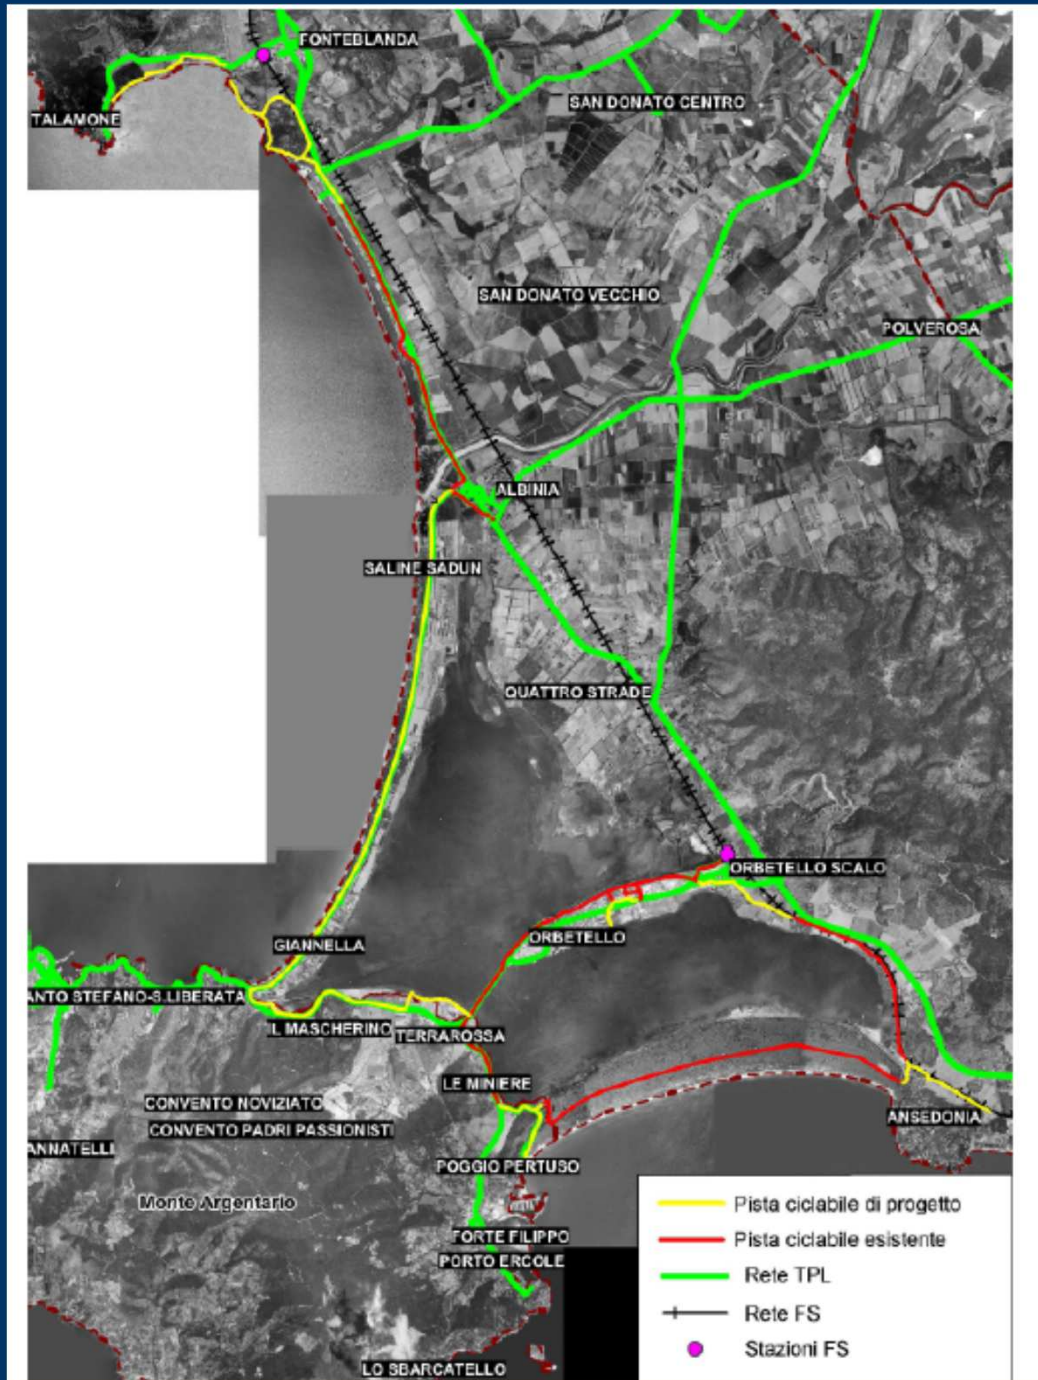 FONTEBLANDA
SAN DONATO CENTRO
TALAMONE
SAN DONATO VECCHIO
POLVEROSA
ALBINIA
SALINE SADUN
QUATTRO STRADE
ORBETELLO SCALO
ORBETELLO
GIANNELLA
ANTO STEFANO-S.LIBERATA
IL MASCHERINO
TERRAROSSA
LE MINIERE
CONVENTO NOVIZIATO
ANSEDONIA
CONVENTO PADRI PASSIONISTI
ANNATELLI
POGGIO PERTUSO
Monte Argentario
FORTE FILIPPO
PORTO ERCOLE
LO SBARCATELLO
Pista ciclabile di progetto
Pista ciclabile esistente
Rete TPL
Rete FS
Stazioni FS